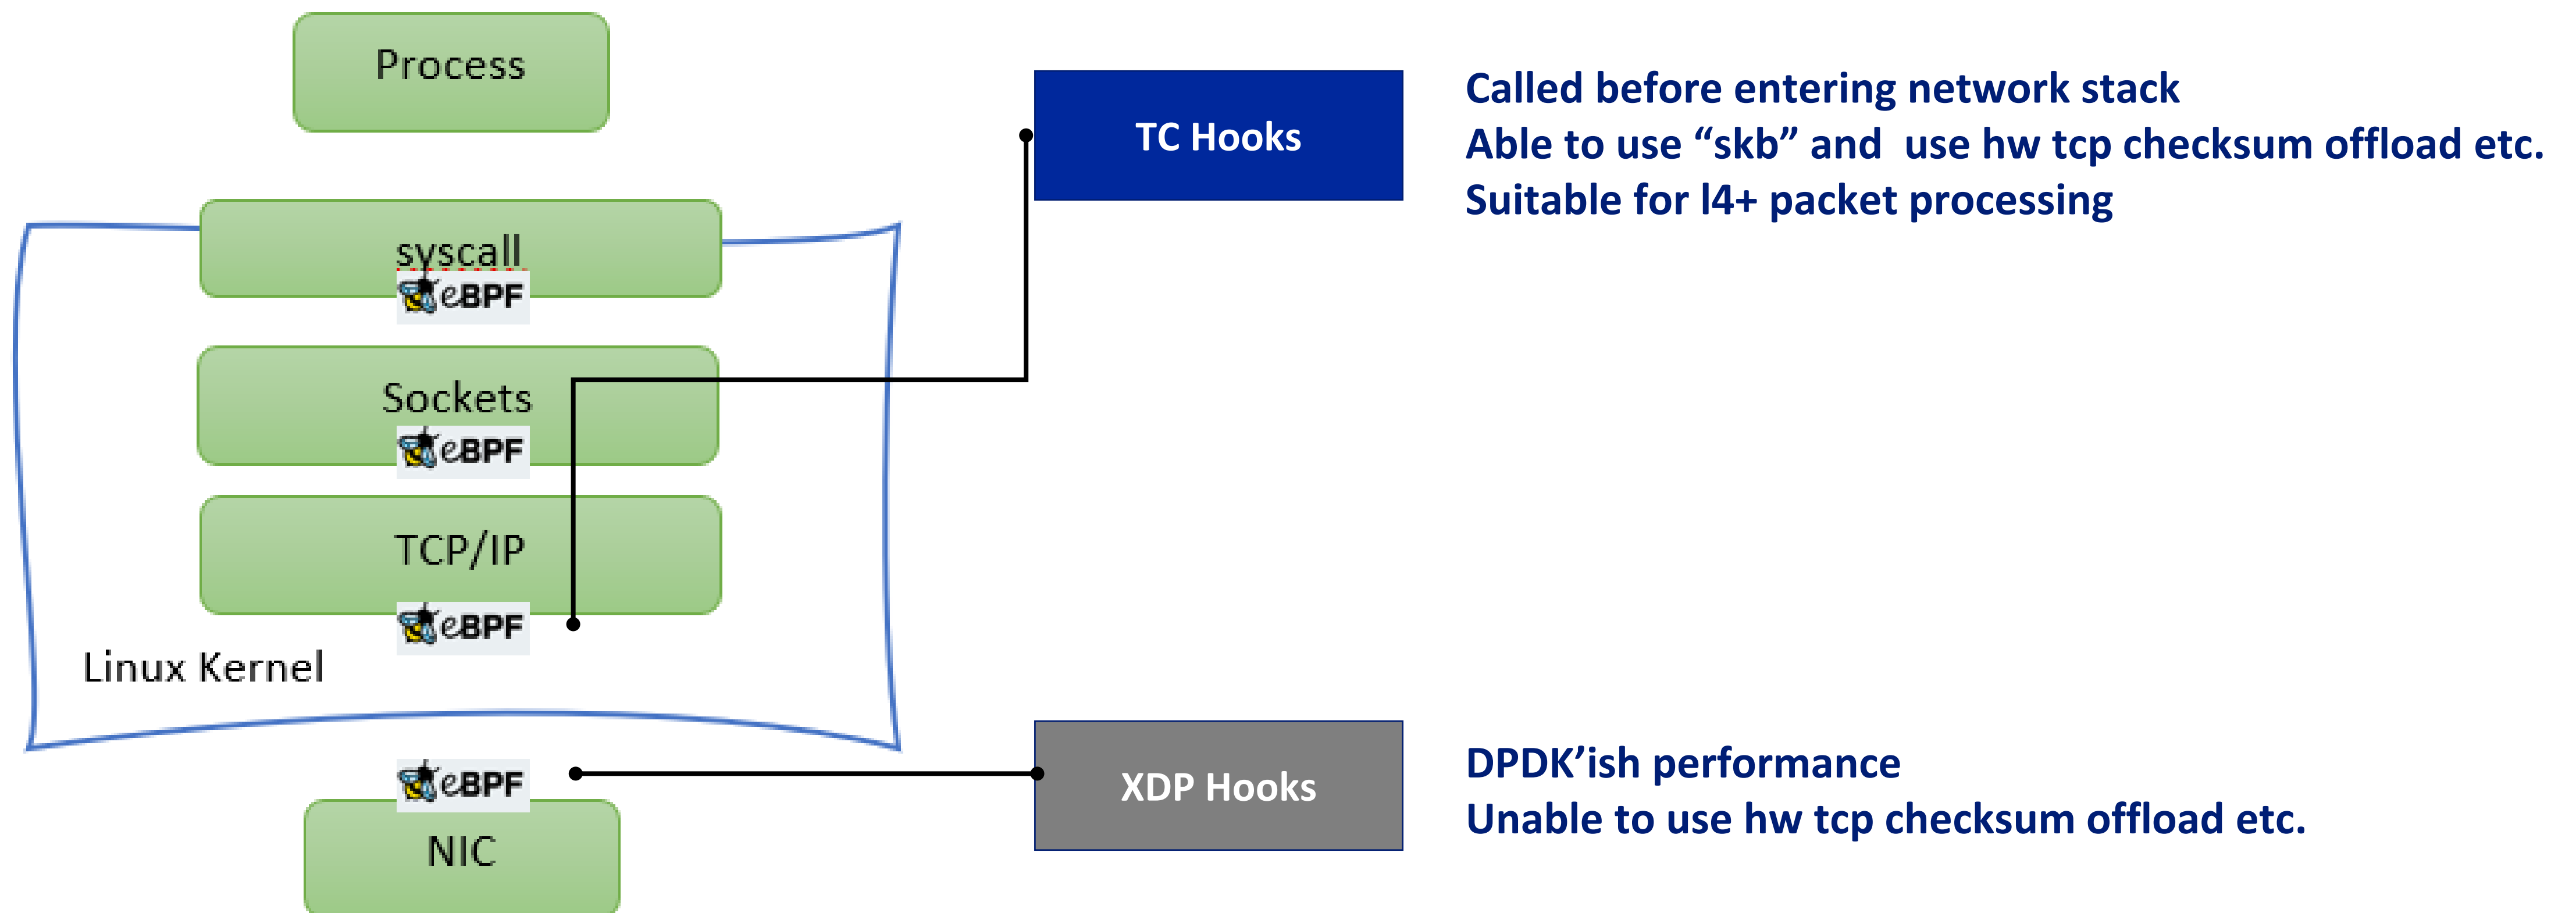 Process
syscall
eBPF
Sockets
eBPF
TCP/IP
eBPF
Linux Kernel
eBPF
NIC
TC Hooks
Called before entering network stack
Able to use “skb” and  use hw tcp checksum offload etc.
Suitable for l4+ packet processing
XDP Hooks
DPDK’ish performance
Unable to use hw tcp checksum offload etc.